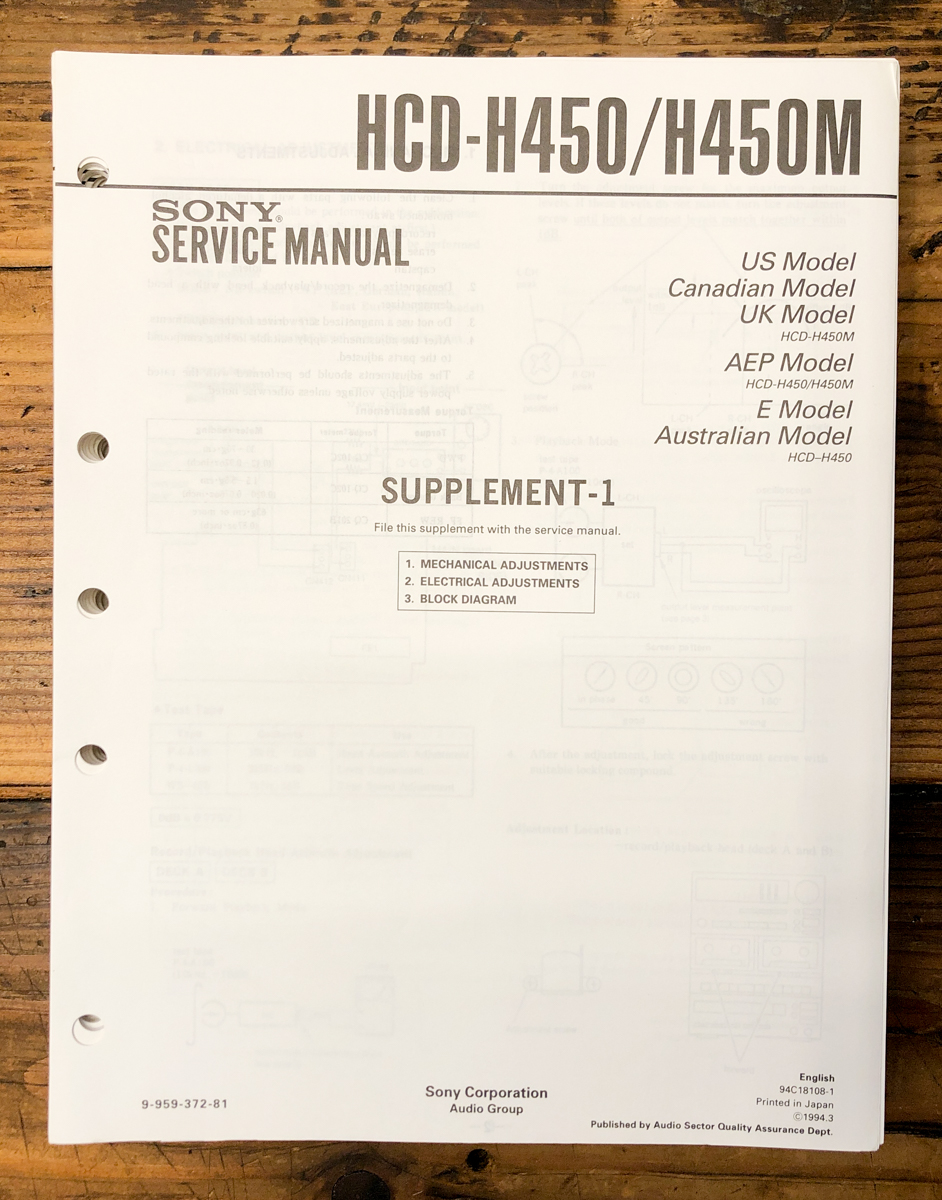 HCD-H450/H450M
SONY®
SERVICE MANUAL
US Model
Canadian Model
UK Model
HCD-H450M
AEP Model
HCD-H450/H450M
E Model
Australian Model
HCD–H450
SUPPLEMENT-1
File this supplement with the service manual.
1. MECHANICAL ADJUSTMENTS
2. ELECTRICAL ADJUSTMENTS
3. BLOCK DIAGRAM
9-959-372-81
Sony Corporation
Audio Group
English
94C18108-1
Printed in Japan
©1994.3
Published by Audio Sector Quality Assurance Dept.